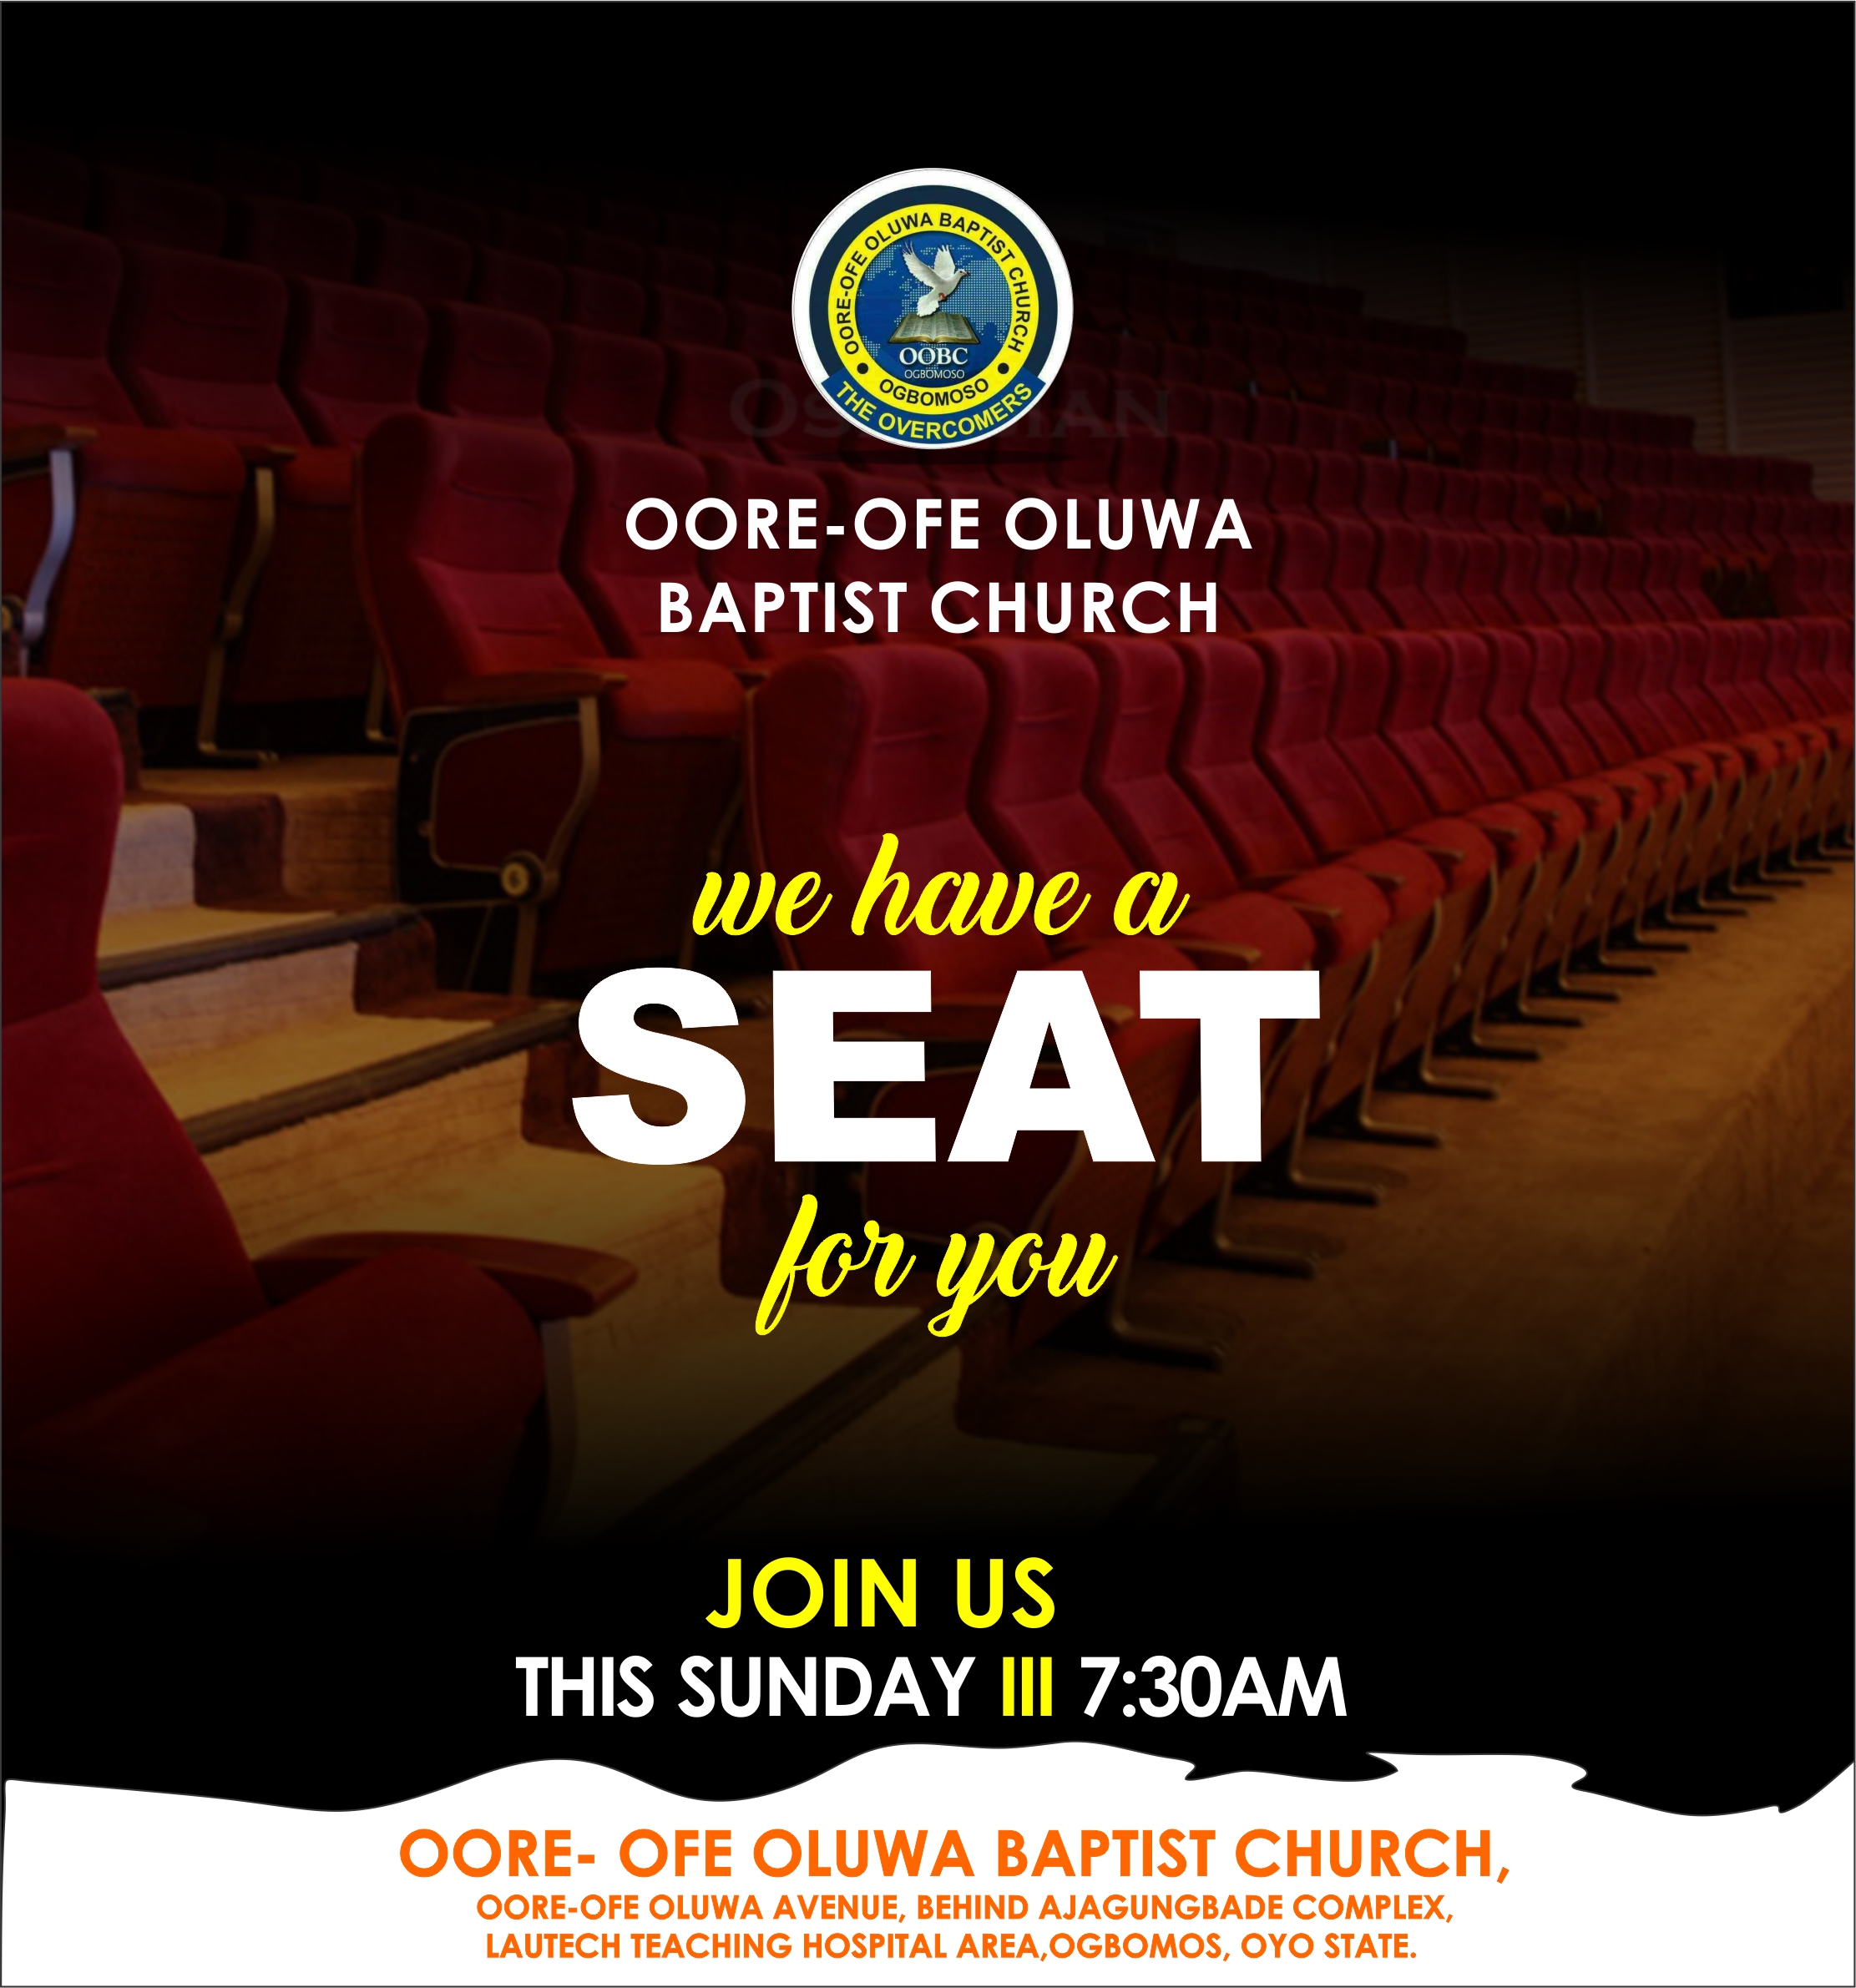 OORE-OFE OLUWA BAPTIST CHURCH
OOBC
OGBOMOSO
OGBOMOSO
THE OVERCOMERS
OORE-OFE OLUWA
BAPTIST CHURCH
we have a
SEAT
for you
JOIN US
THIS SUNDAY III 7:30AM
OORE- OFE OLUWA BAPTIST CHURCH,
OORE-OFE OLUWA AVENUE, BEHIND AJAGUNGBADE COMPLEX,
LAUTECH TEACHING HOSPITAL AREA,OGBOMOS, OYO STATE.